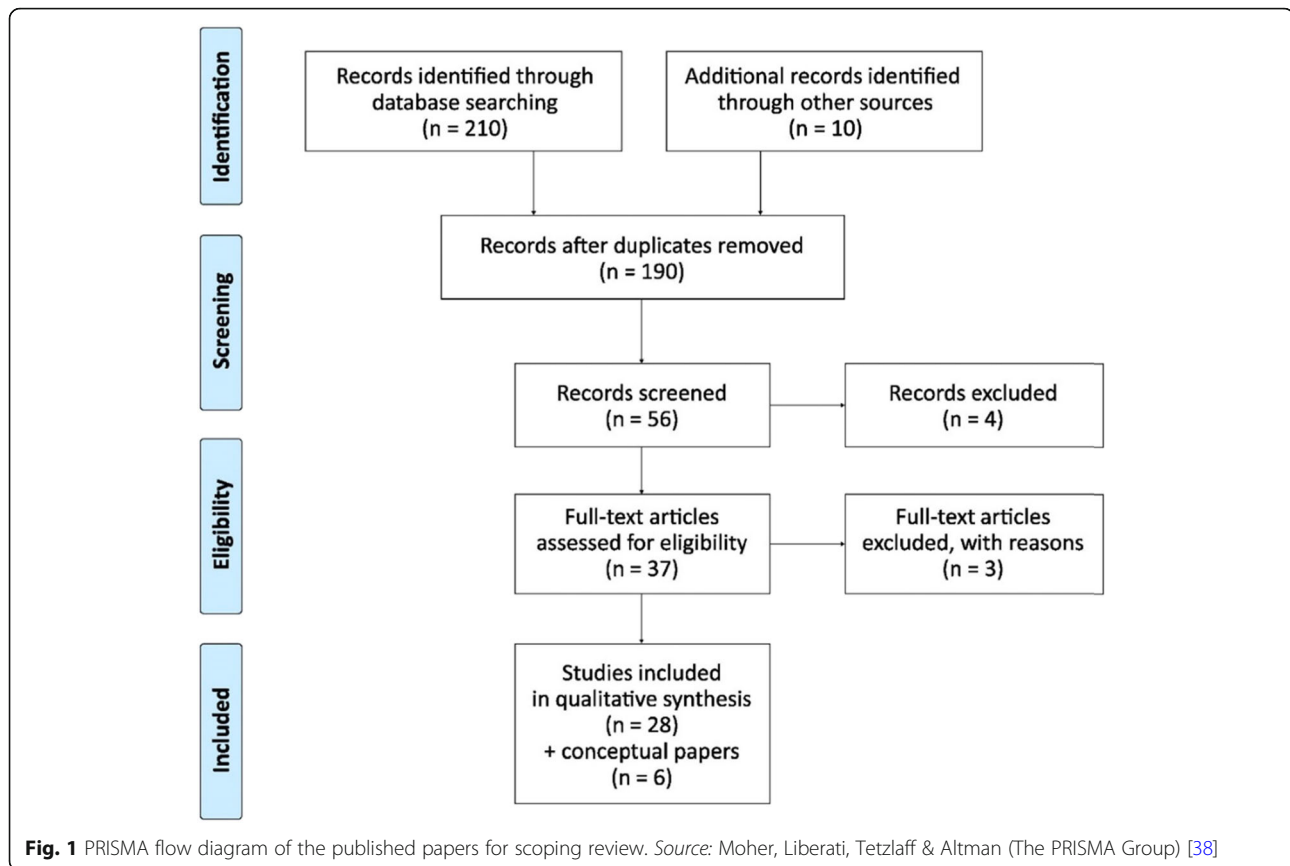 Identification
Records identified through
database searching
(n = 210)
Additional records identified
through other sources
(n = 10)
Screening
Records after duplicates removed
(n = 190)
Records screened
(n = 56)
Records excluded
(n = 4)
Eligibility
Full-text articles
assessed for eligibility
(n = 37)
Full-text articles
excluded, with reasons
(n = 3)
Included
Studies included
in qualitative synthesis
(n = 28)
+ conceptual papers
(n = 6)
Fig. 1 PRISMA flow diagram of the published papers for scoping review. Source: Moher, Liberati, Tetzlaff & Altman (The PRISMA Group) [38]